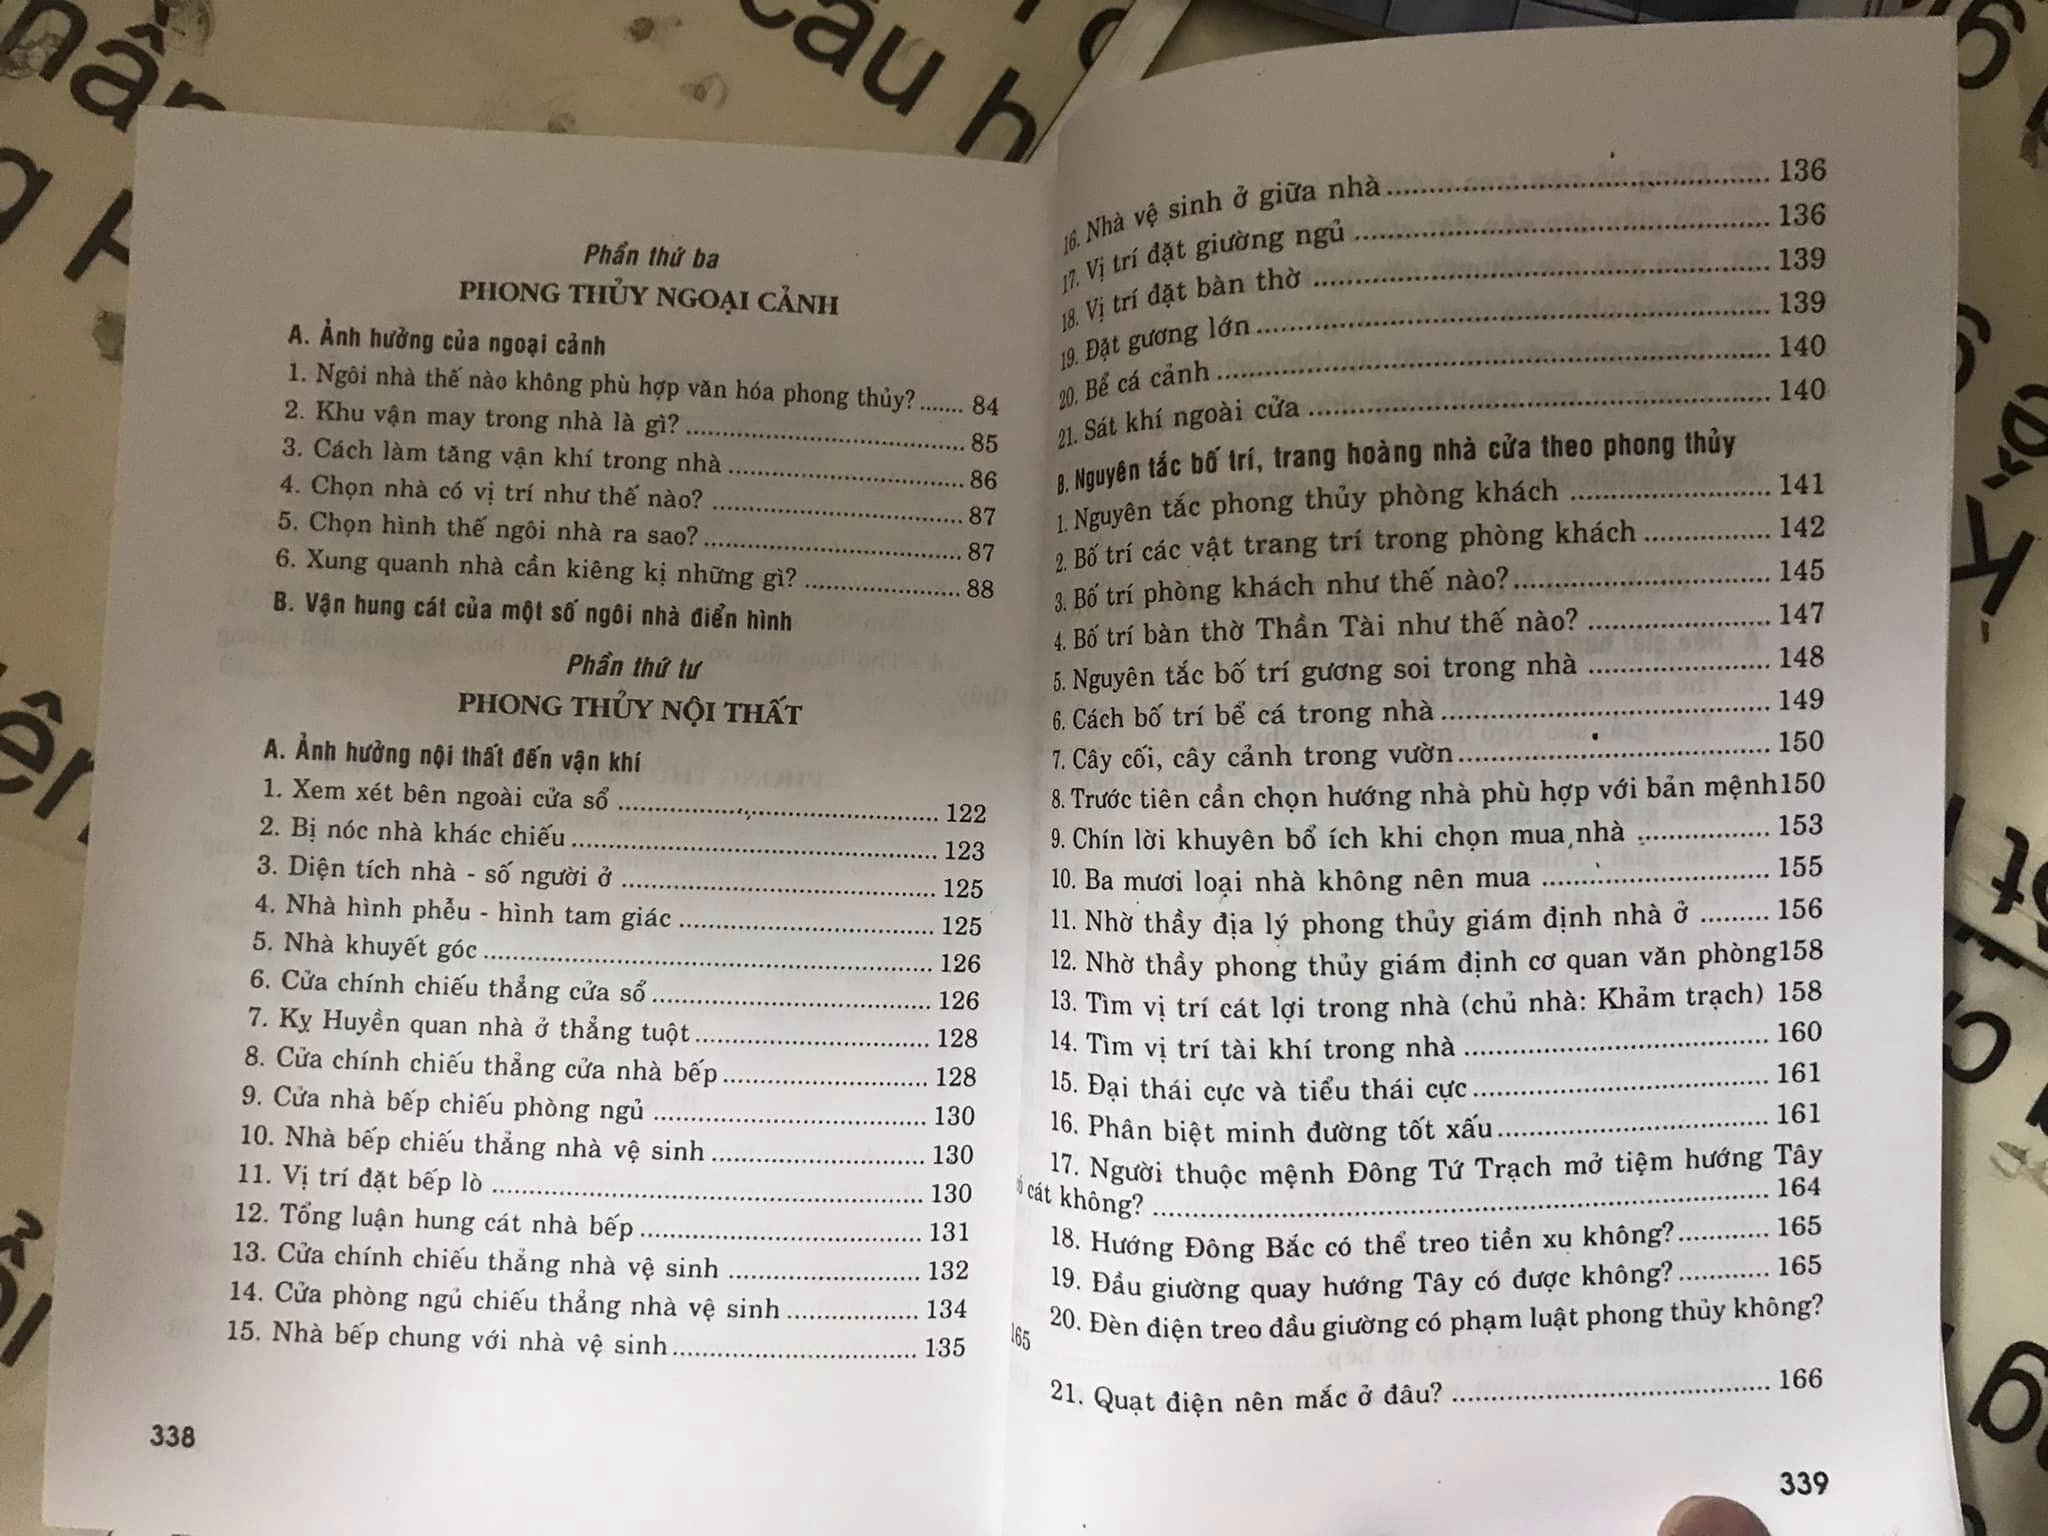 Phần thứ ba
PHONG THỦY NGOẠI CẢNH
A. Ảnh hưởng của ngoại cảnh
1. Ngôi nhà thế nào không phù hợp văn hóa phong thủy?....... 84
2. Khu vận may trong nhà là gì? .................................... 85
3. Cách làm tăng vận khí trong nhà .............................. 86
4. Chọn nhà có vị trí như thế nào? ................................ 87
5. Chọn hình thế ngôi nhà ra sao? ................................. 87
6. Xung quanh nhà cần kiêng kị những gì? .................... 88
B. Vận hung cát của một số ngôi nhà điển hình
Phần thứ tư
PHONG THỦY NỘI THẤT
A. Ảnh hưởng nội thất đến vận khí
1. Xem xét bên ngoài cửa sổ ......................................... 122
2. Bị nóc nhà khác chiếu ............................................... 123
3. Diện tích nhà - số người ở ........................................ 125
4. Nhà hình phễu - hình tam giác ................................. 125
5. Nhà khuyết góc ......................................................... 126
6. Cửa chính chiếu thẳng cửa sổ ................................... 126
7. Kỵ Huyền quan nhà ở thẳng tuột .............................. 128
8. Cửa chính chiếu thẳng cửa nhà bếp .......................... 128
9. Cửa nhà bếp chiếu phòng ngủ ................................... 130
10. Nhà bếp chiếu thẳng nhà vệ sinh ............................ 130
11. Vị trí đặt bếp lò ....................................................... 130
12. Tổng luận hung cát nhà bếp .................................... 131
13. Cửa chính chiếu thẳng nhà vệ sinh ......................... 132
14. Cửa phòng ngủ chiếu thẳng nhà vệ sinh ................. 134
15. Nhà bếp chung với nhà vệ sinh ............................... 135
338
16. Nhà vệ sinh ở giữa nhà ............................................ 136
17. Vị trí đặt giường ngủ ............................................... 136
18. Vị trí đặt bàn thờ ..................................................... 139
19. Đặt gương lớn .......................................................... 139
20. Bể cá cảnh ............................................................... 140
21. Sát khí ngoài cửa ..................................................... 140
B. Nguyên tắc bố trí, trang hoàng nhà cửa theo phong thủy
1. Nguyên tắc phong thủy phòng khách ........................ 141
2. Bố trí các vật trang trí trong phòng khách ................ 142
3. Bố trí phòng khách như thế nào? ............................... 145
4. Bố trí bàn thờ Thần Tài như thế nào? ....................... 147
5. Nguyên tắc bố trí gương soi trong nhà ...................... 148
6. Cách bố trí bể cá trong nhà ....................................... 149
7. Cây cối, cây cảnh trong vườn ..................................... 150
8. Trước tiên cần chọn hướng nhà phù hợp với bản mệnh150
9. Chín lời khuyên bổ ích khi chọn mua nhà ................. 153
10. Ba mươi loại nhà không nên mua ............................ 155
11. Nhờ thầy địa lý phong thủy giám định nhà ở ......... 156
12. Nhờ thầy phong thủy giám định cơ quan văn phòng158
13. Tìm vị trí cát lợi trong nhà (chủ nhà: Khảm trạch) 158
14. Tìm vị trí tài khí trong nhà ..................................... 160
15. Đại thái cực và tiểu thái cực .................................... 161
16. Phân biệt minh đường tốt xấu ................................. 161
17. Người thuộc mệnh Đông Tứ Trạch mở tiệm hướng Tây
có cát không? ................................................................ 164
18. Hướng Đông Bắc có thể treo tiền xu không? ............ 165
19. Đầu giường quay hướng Tây có được không? ............ 165
20. Đèn điện treo đầu giường có phạm luật phong thủy không?
165
21. Quạt điện nên mắc ở đâu? ....................................... 166
339